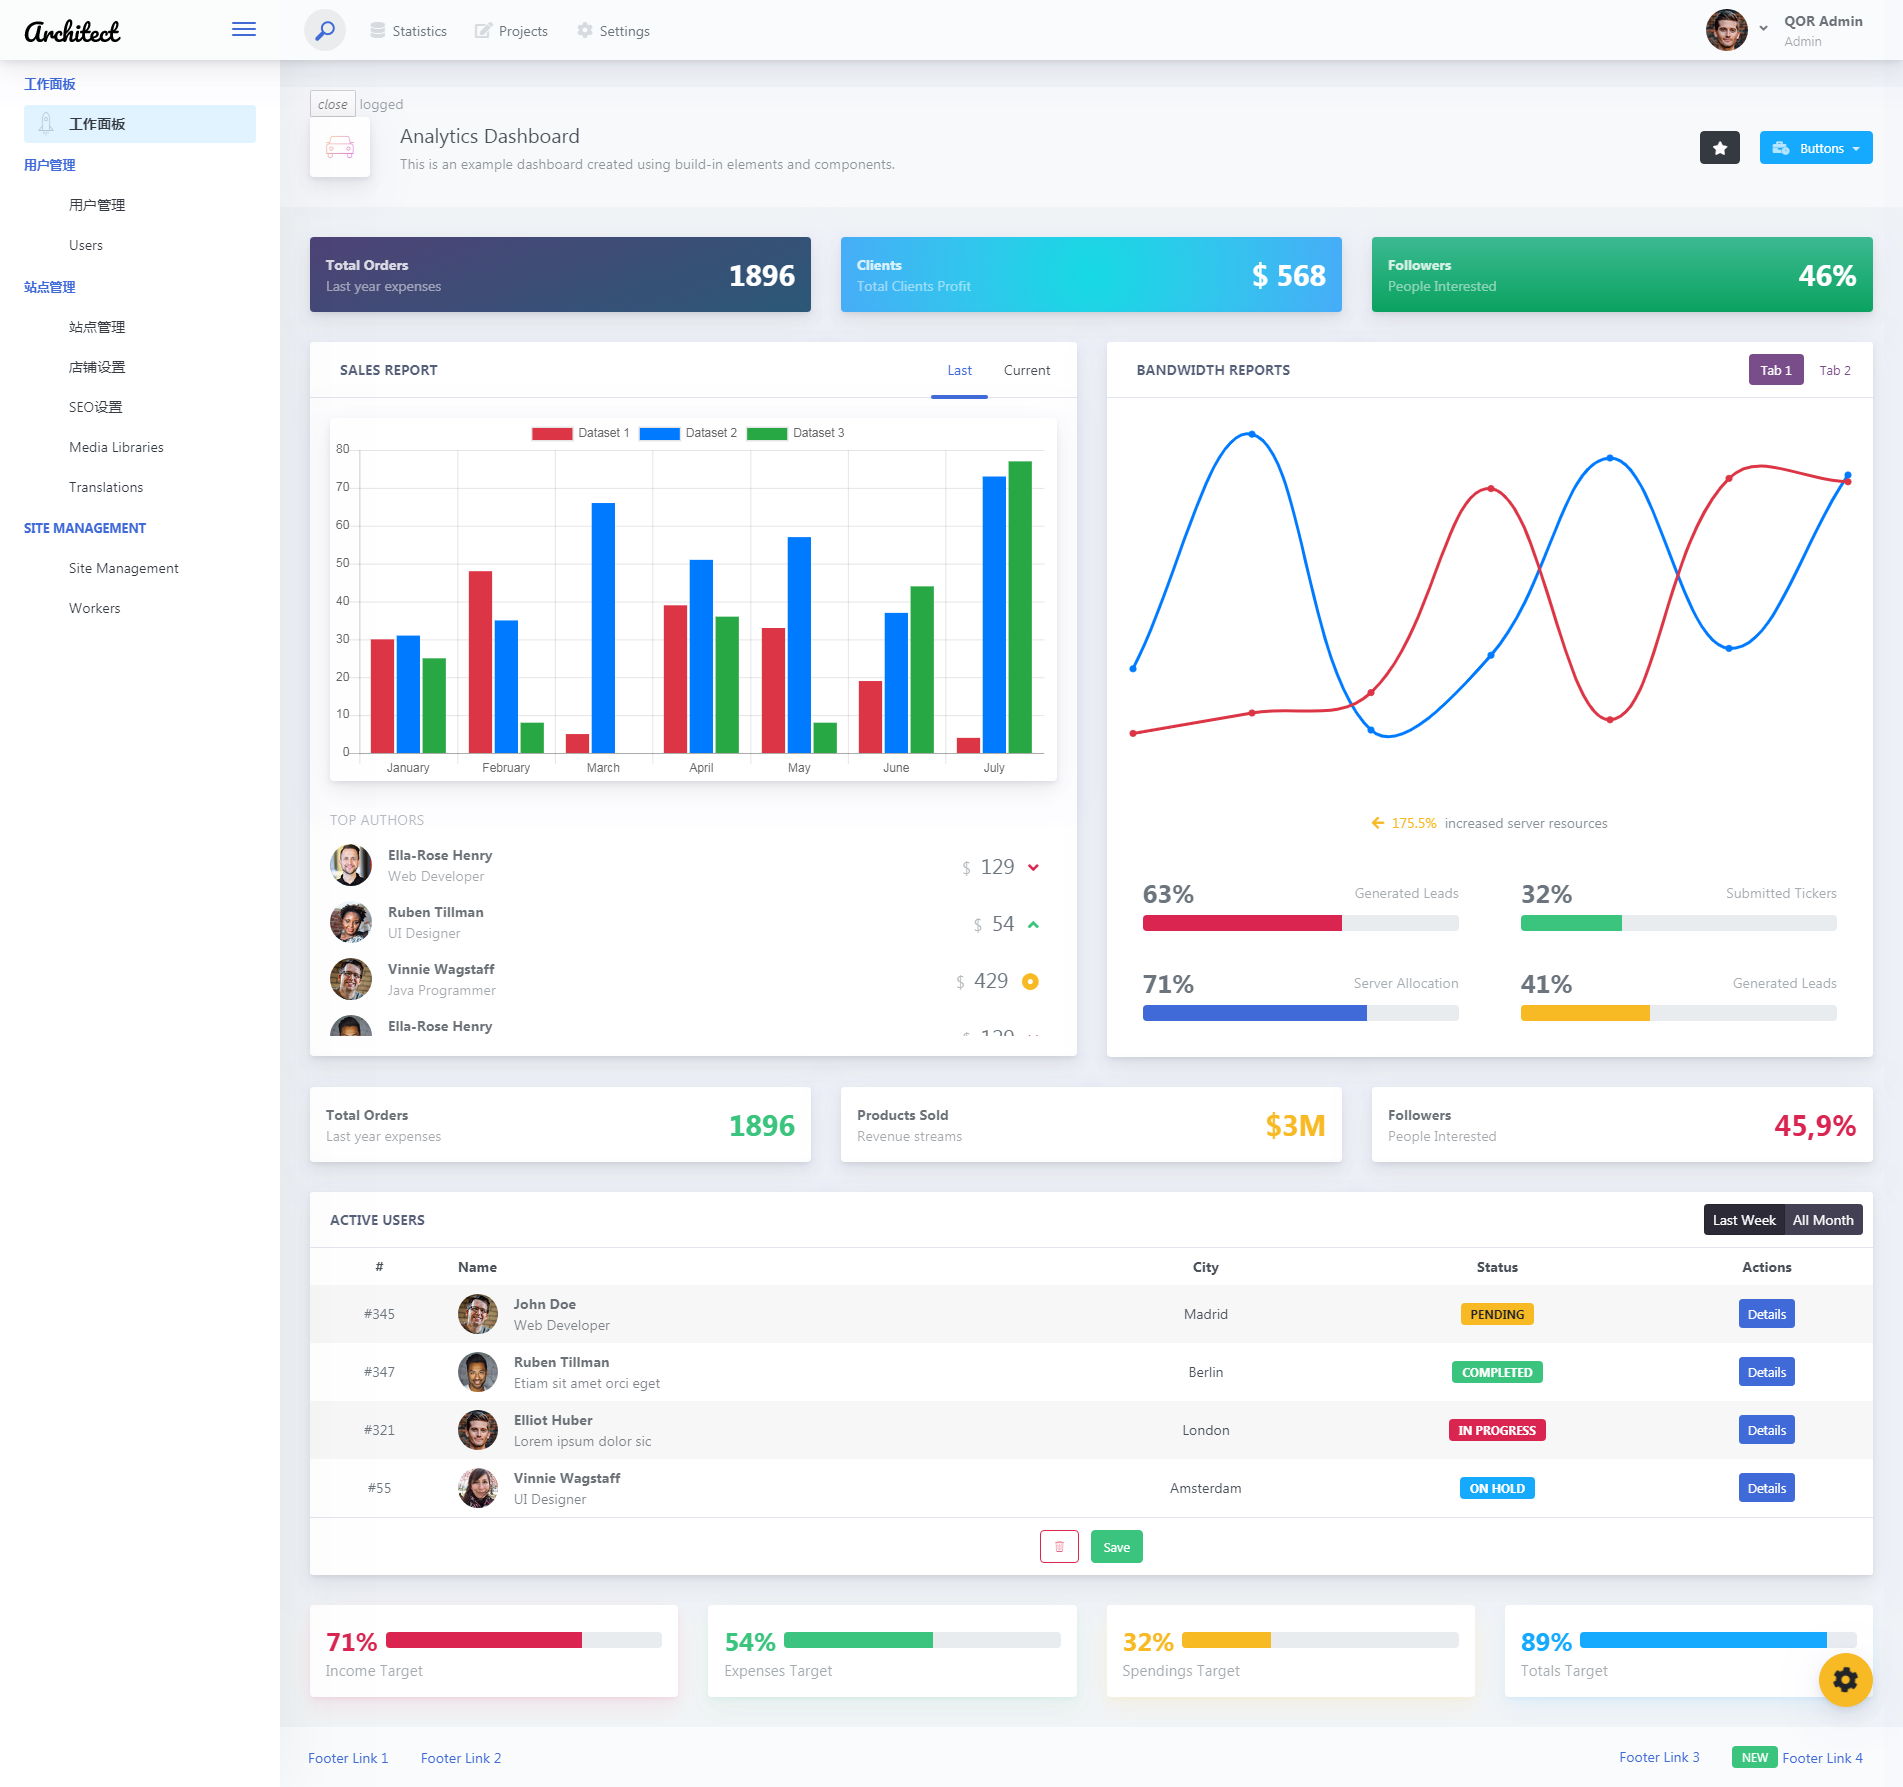 Architect
Statistics
Projects
Settings
QOR Admin
Admin
工作面板
工作面板
用户管理
用户管理
Users
站点管理
站点管理
店铺设置
SEO设置
Media Libraries
Translations
SITE MANAGEMENT
Site Management
Workers
close logged
Analytics Dashboard
This is an example dashboard created using build-in elements and components.
Buttons
Total Orders
Last year expenses
1896
Clients
Total Clients Profit
$ 568
Followers
People Interested
46%
SALES REPORT
Last
Current
Dataset 1
Dataset 2
Dataset 3
80
70
60
50
40
30
20
10
0
January
February
March
April
May
June
July
TOP AUTHORS
Ella-Rose Henry
Web Developer
$ 129
Ruben Tillman
UI Designer
$ 54
Vinnie Wagstaff
Java Programmer
$ 429
Ella-Rose Henry
BANDWIDTH REPORTS
Tab 1
Tab 2
175.5% increased server resources
63%
Generated Leads
32%
Submitted Tickers
71%
Server Allocation
41%
Generated Leads
Total Orders
Last year expenses
1896
Products Sold
Revenue streams
$3M
Followers
People Interested
45,9%
ACTIVE USERS
Last Week
All Month
# Name City Status Actions
#345
John Doe
Web Developer
Madrid
PENDING
Details
#347
Ruben Tillman
Etiam sit amet orci eget
Berlin
COMPLETED
Details
#321
Elliot Huber
Lorem ipsum dolor sic
London
IN PROGRESS
Details
#55
Vinnie Wagstaff
UI Designer
Amsterdam
ON HOLD
Details
Save
71%
Income Target
54%
Expenses Target
32%
Spendings Target
89%
Totals Target
Footer Link 1
Footer Link 2
Footer Link 3
NEW Footer Link 4